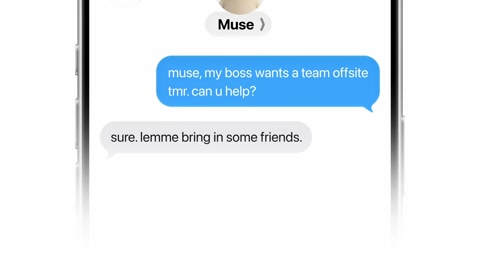 Muse
muse, my boss wants a team offsite
tmr. can u help?
sure. lemme bring in some friends.